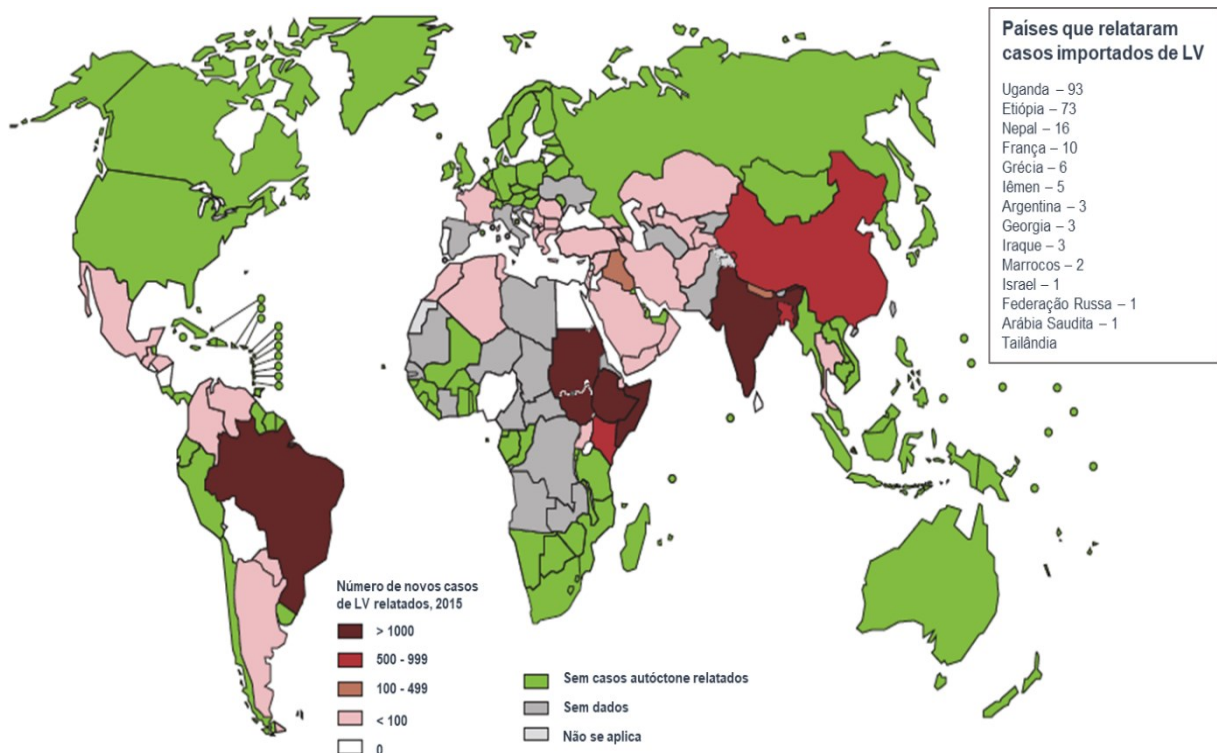 Países que relataram
casos importados de LV
Uganda – 93
Etiópia – 73
Nepal – 16
França – 10
Grécia – 6
Iêmen – 5
Argentina – 3
Georgia – 3
Iraque – 3
Marrocos – 2
Israel – 1
Federação Russa – 1
Arábia Saudita – 1
Tailândia
Número de novos casos
de LV relatados, 2015
> 1000
500 - 999
100 - 499
< 100
0
Sem casos autóctone relatados
Sem dados
Não se aplica